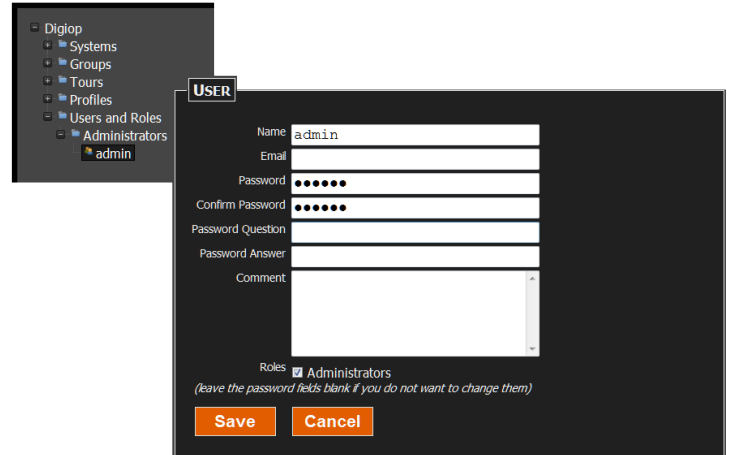 Digiop
Systems
Groups
Tours
Profiles
Users and Roles
Administrators
admin
USER
Name admin
Email
Password ●●●●●●
Confirm Password ●●●●●●
Password Question
Password Answer
Comment
Roles Administrators
(leave the password fields blank if you do not want to change them)
Save Cancel